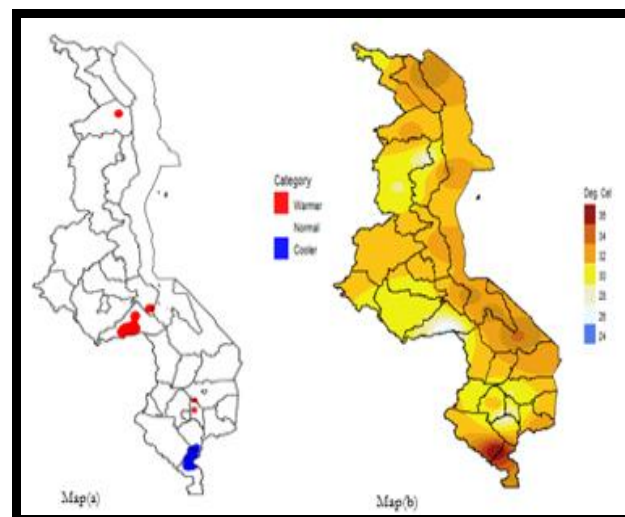 Category
Warmer
Normal
Cooler
Map(a)
Deg. Cel
36
34
32
30
28
26
24
Map(b)